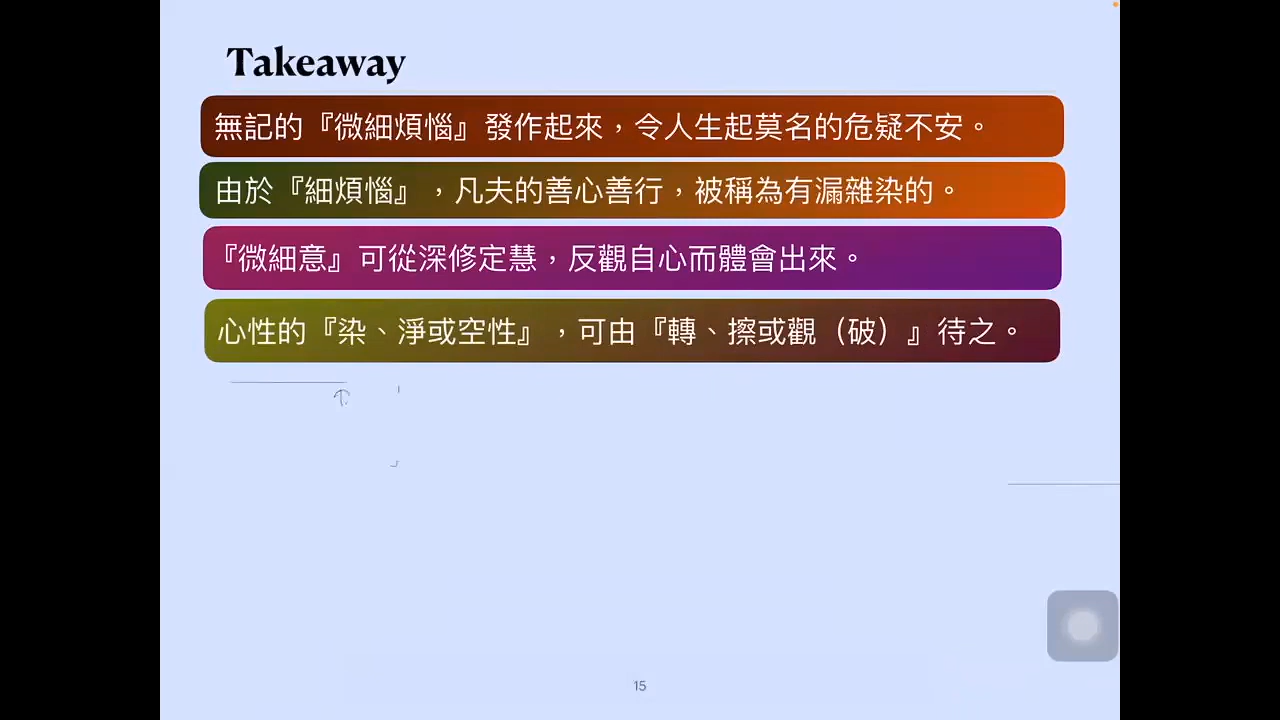 Takeaway
無記的『微細煩惱』發作起來，令人生起莫名的危疑不安。
由於『細煩惱』，凡夫的善心善行，被稱為有漏雜染的。
『微細意』可從深修定慧，反觀自心而體會出來。
心性的『染、淨或空性』，可由『轉、擦或觀（破）』待之。
15